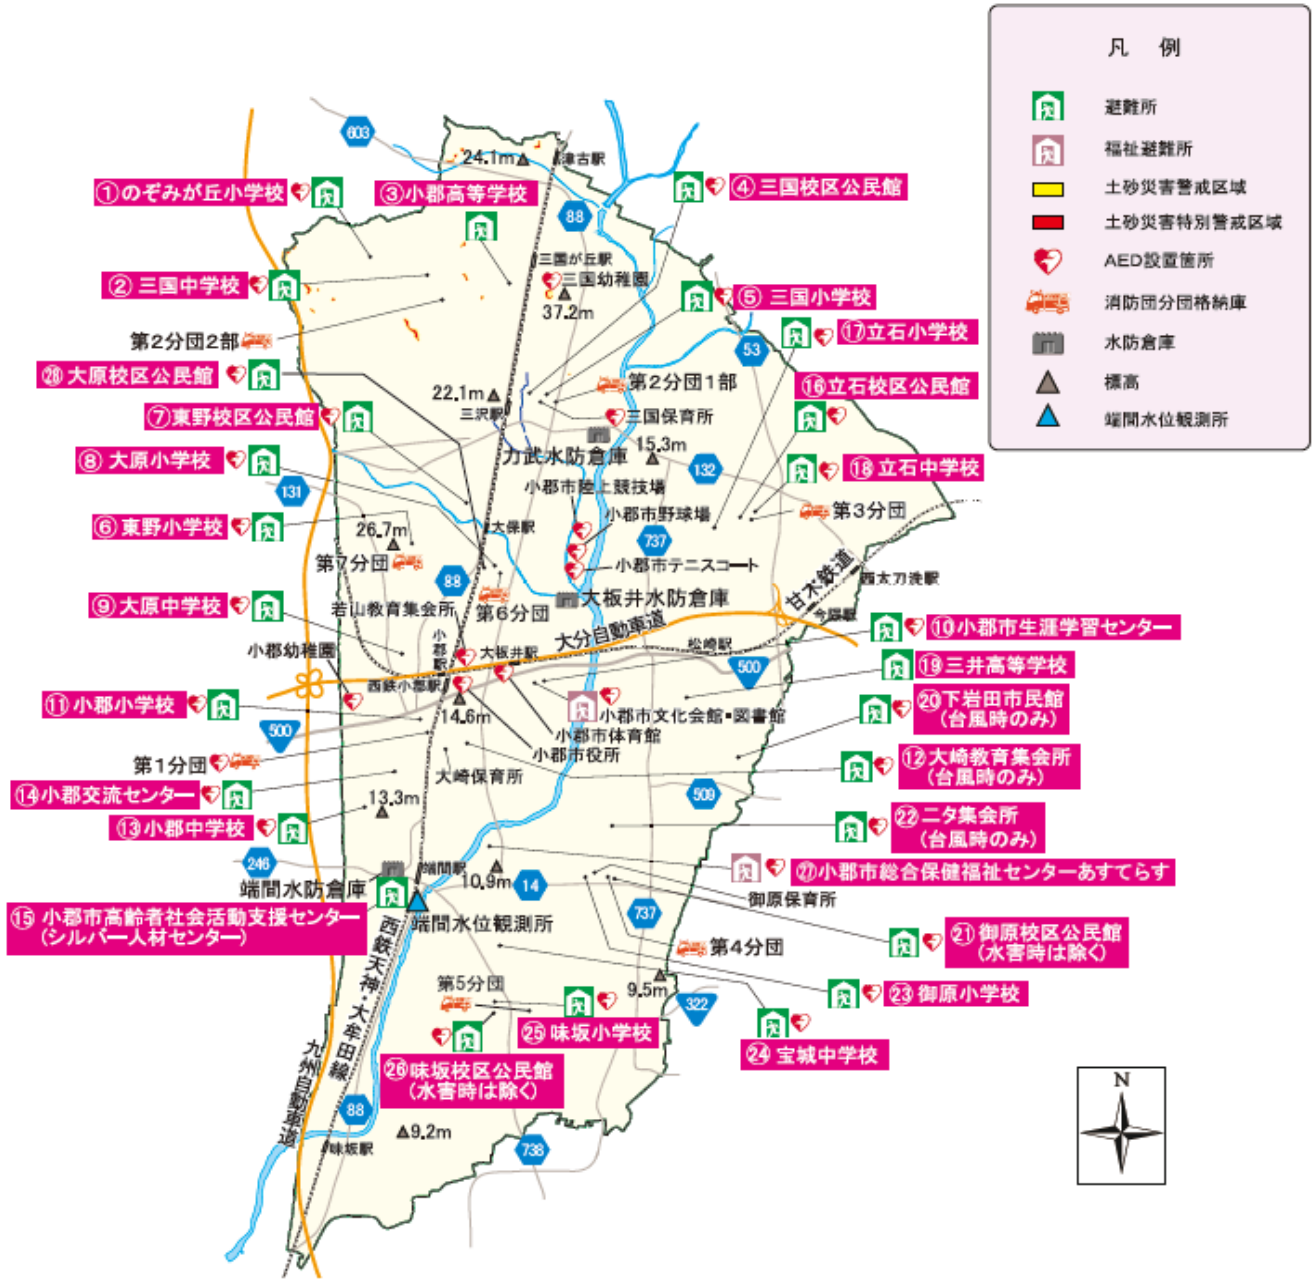 凡 例
避難所
福祉避難所
土砂災害警戒区域
土砂災害特別警戒区域
AED設置箇所
消防団分団格納庫
水防倉庫
標高
端間水位観測所
603
24.1m
津古駅
①のぞみが丘小学校
③小郡高等学校
④三国校区公民館
88
三国が丘駅
三国幼稚園
37.2m
②三国中学校
⑤三国小学校
⑰立石小学校
第2分団2部
53
㉘大原校区公民館
第2分団1部
⑯立石校区公民館
22.1m
三沢駅
⑦東野校区公民館
三国保育所
15.3m
力武水防倉庫
⑧大原小学校
132
⑱立石中学校
131
小郡市陸上競技場
小郡市野球場
第3分団
⑥東野小学校
26.7m
大保駅
737
第7分団
小郡市テニスコート
甘木鉄道
西太刀洗駅
88
⑨大原中学校
若山教育集会所
第6分団
大板井水防倉庫
大分自動車道
⑩小郡市生涯学習センター
小郡幼稚園
小郡駅
大板井駅
松崎駅
500
⑲三井高等学校
西鉄小郡駅
⑪小郡小学校
14.6m
小郡市文化会館・図書館
⑳下岩田市民館
(台風時のみ)
500
小郡市体育館
小郡市役所
第1分団
大崎保育所
⑫大崎教育集会所
(台風時のみ)
⑭小郡交流センター
13.3m
509
⑬小郡中学校
㉒二タ集会所
(台風時のみ)
246
端間駅
10.9m
14
㉗小郡市総合保健福祉センターあすてらす
端間水防倉庫
御原保育所
⑮小郡市高齢者社会活動支援センター
(シルバー人材センター)
端間水位観測所
737
㉑御原校区公民館
(水害時は除く)
第4分団
西鉄天神・大牟田線
第5分団
9.5m
322
㉓御原小学校
㉕味坂小学校
㉔宝城中学校
㉖味坂校区公民館
(水害時は除く)
九州自動車道
88
9.2m
味坂駅
738
N